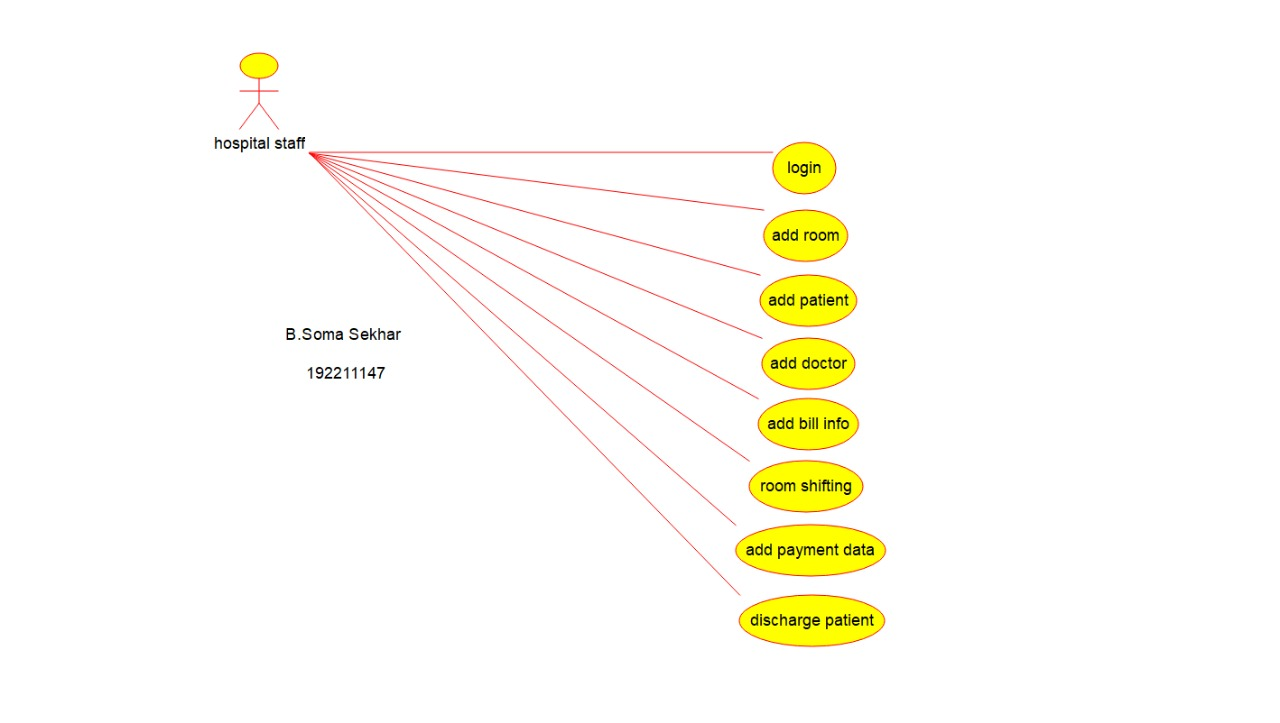 hospital staff
login
add room
add patient
B.Soma Sekhar
add doctor
192211147
add bill info
room shifting
add payment data
discharge patient